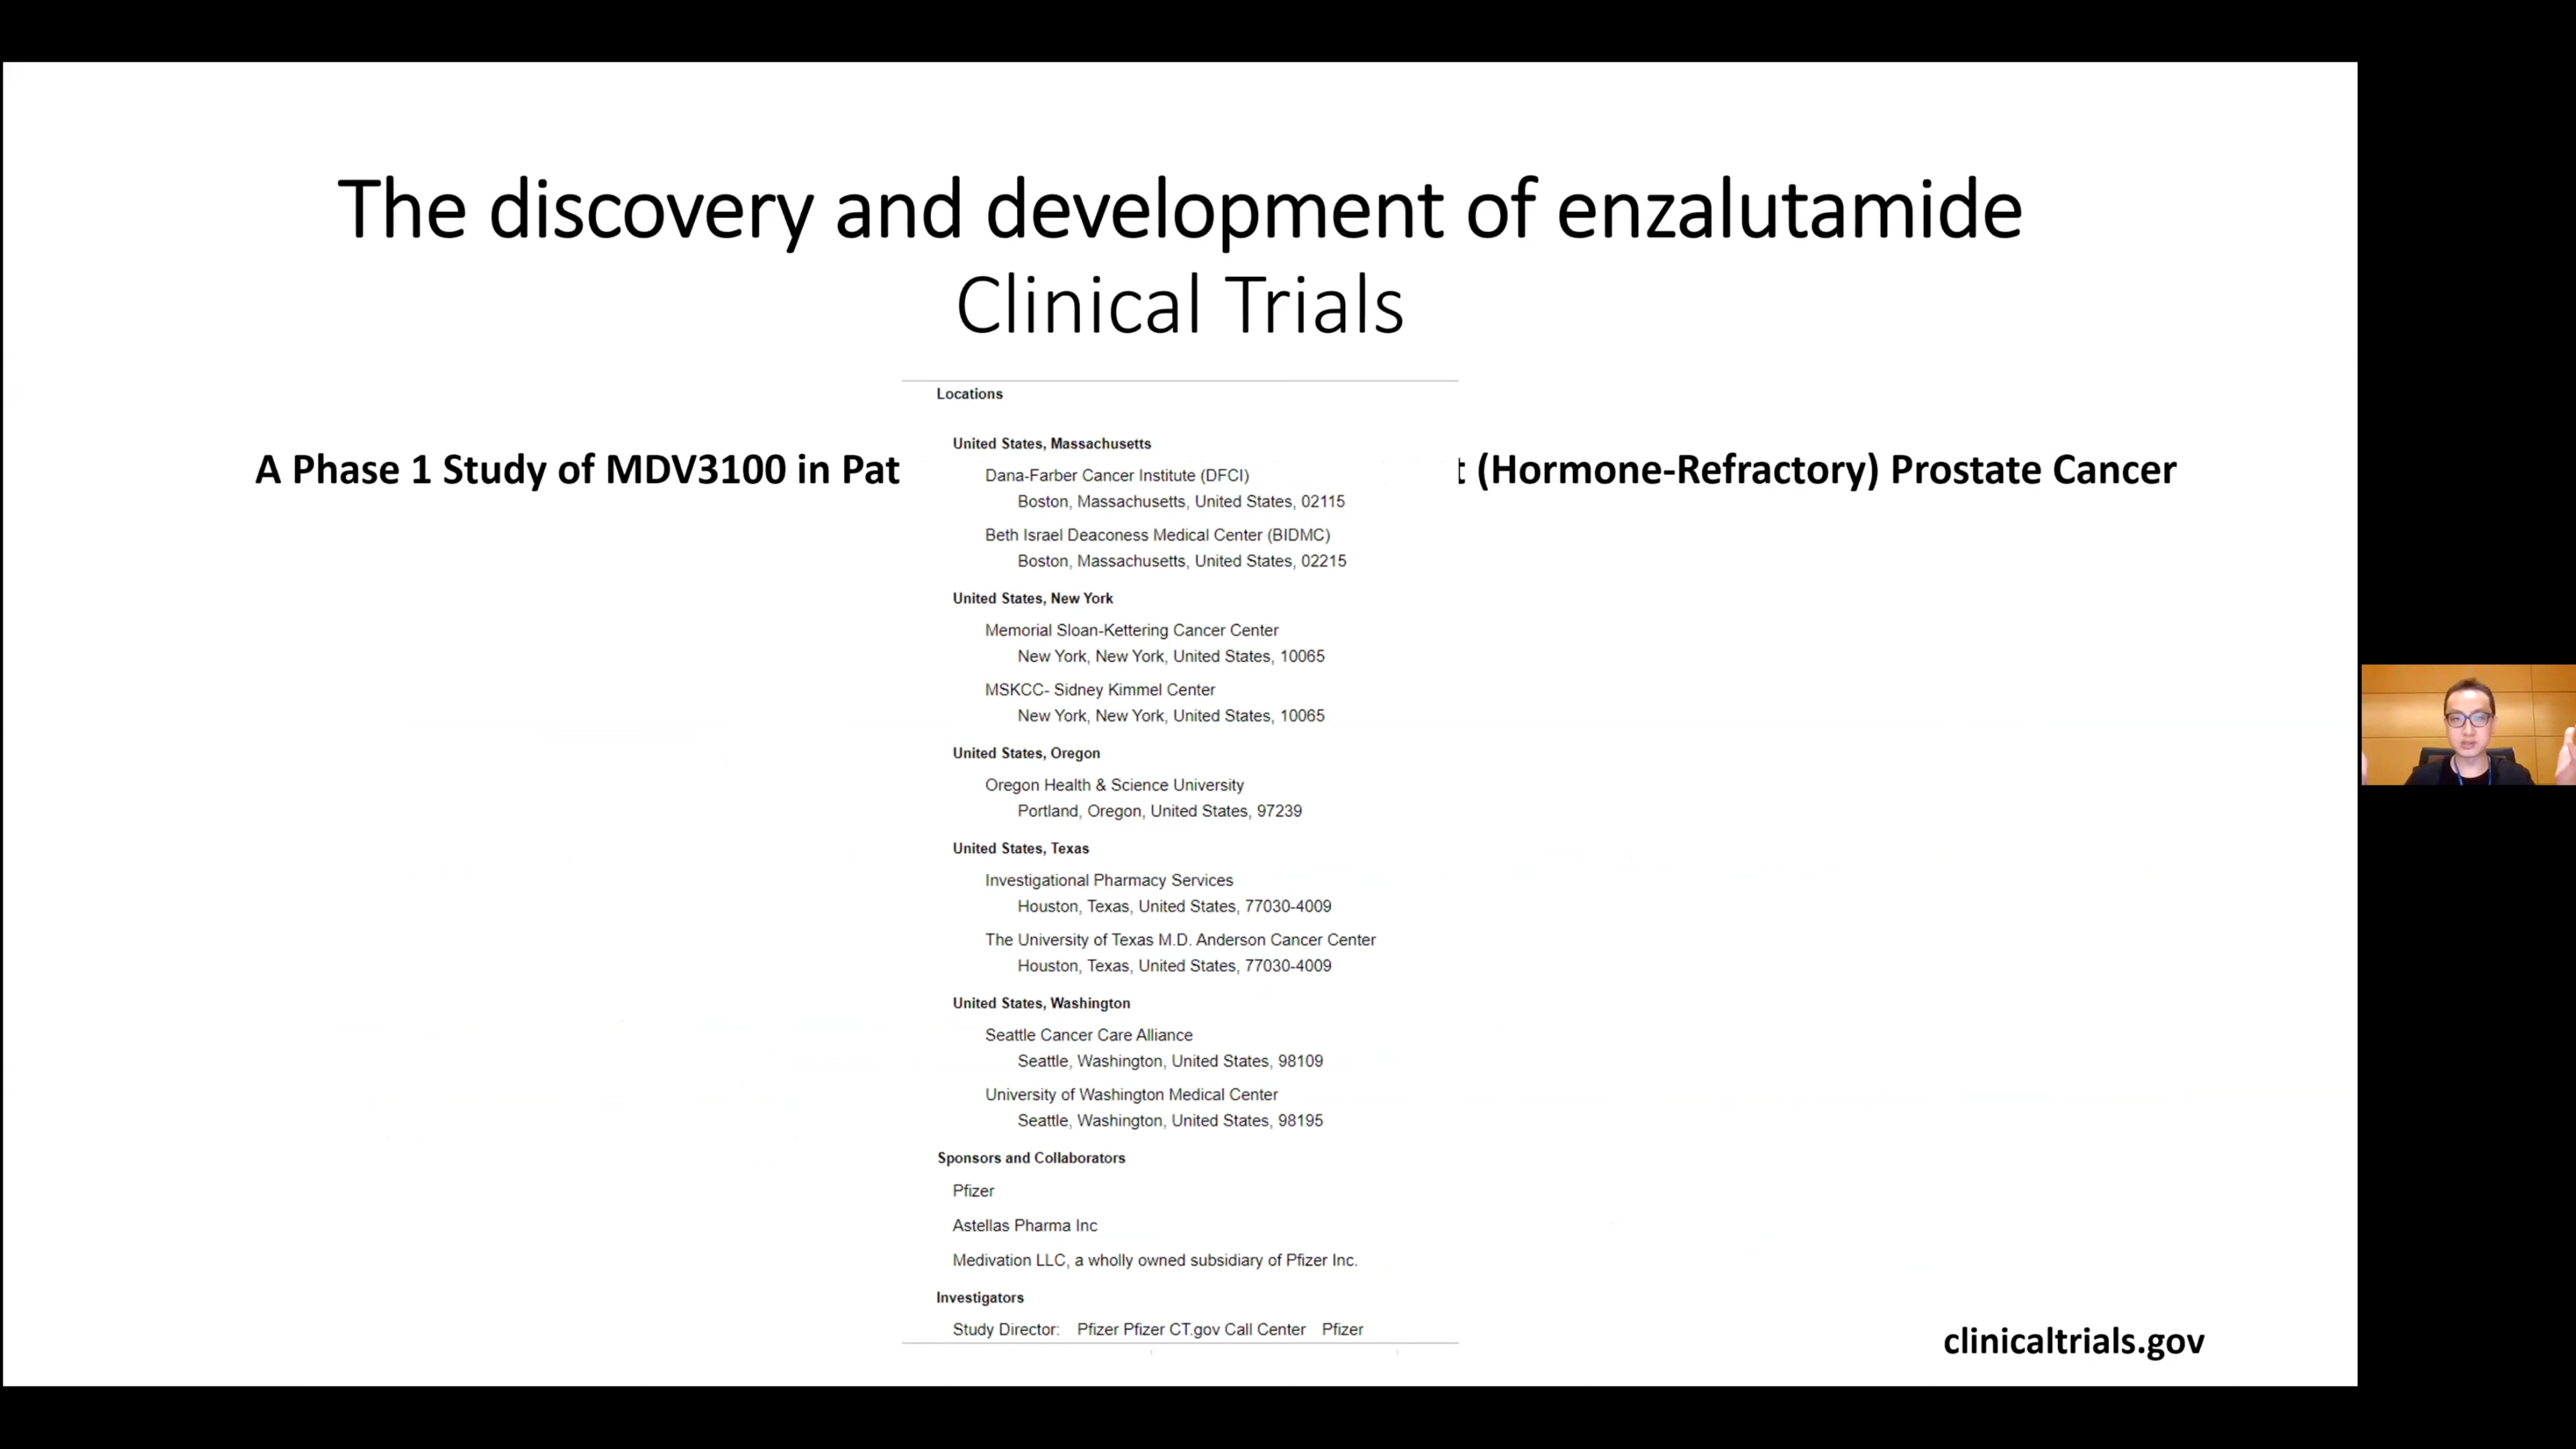 The discovery and development of enzalutamide
Clinical Trials
A Phase 1 Study of MDV3100 in Pat
t (Hormone-Refractory) Prostate Cancer
Locations
United States, Massachusetts
Dana-Farber Cancer Institute (DFCI)
Boston, Massachusetts, United States, 02115
Beth Israel Deaconess Medical Center (BIDMC)
Boston, Massachusetts, United States, 02215
United States, New York
Memorial Sloan-Kettering Cancer Center
New York, New York, United States, 10065
MSKCC- Sidney Kimmel Center
New York, New York, United States, 10065
United States, Oregon
Oregon Health & Science University
Portland, Oregon, United States, 97239
United States, Texas
Investigational Pharmacy Services
Houston, Texas, United States, 77030-4009
The University of Texas M.D. Anderson Cancer Center
Houston, Texas, United States, 77030-4009
United States, Washington
Seattle Cancer Care Alliance
Seattle, Washington, United States, 98109
University of Washington Medical Center
Seattle, Washington, United States, 98195
Sponsors and Collaborators
Pfizer
Astellas Pharma Inc
Medivation LLC, a wholly owned subsidiary of Pfizer Inc.
Investigators
Study Director: Pfizer Pfizer CT.gov Call Center Pfizer
clinicaltrials.gov